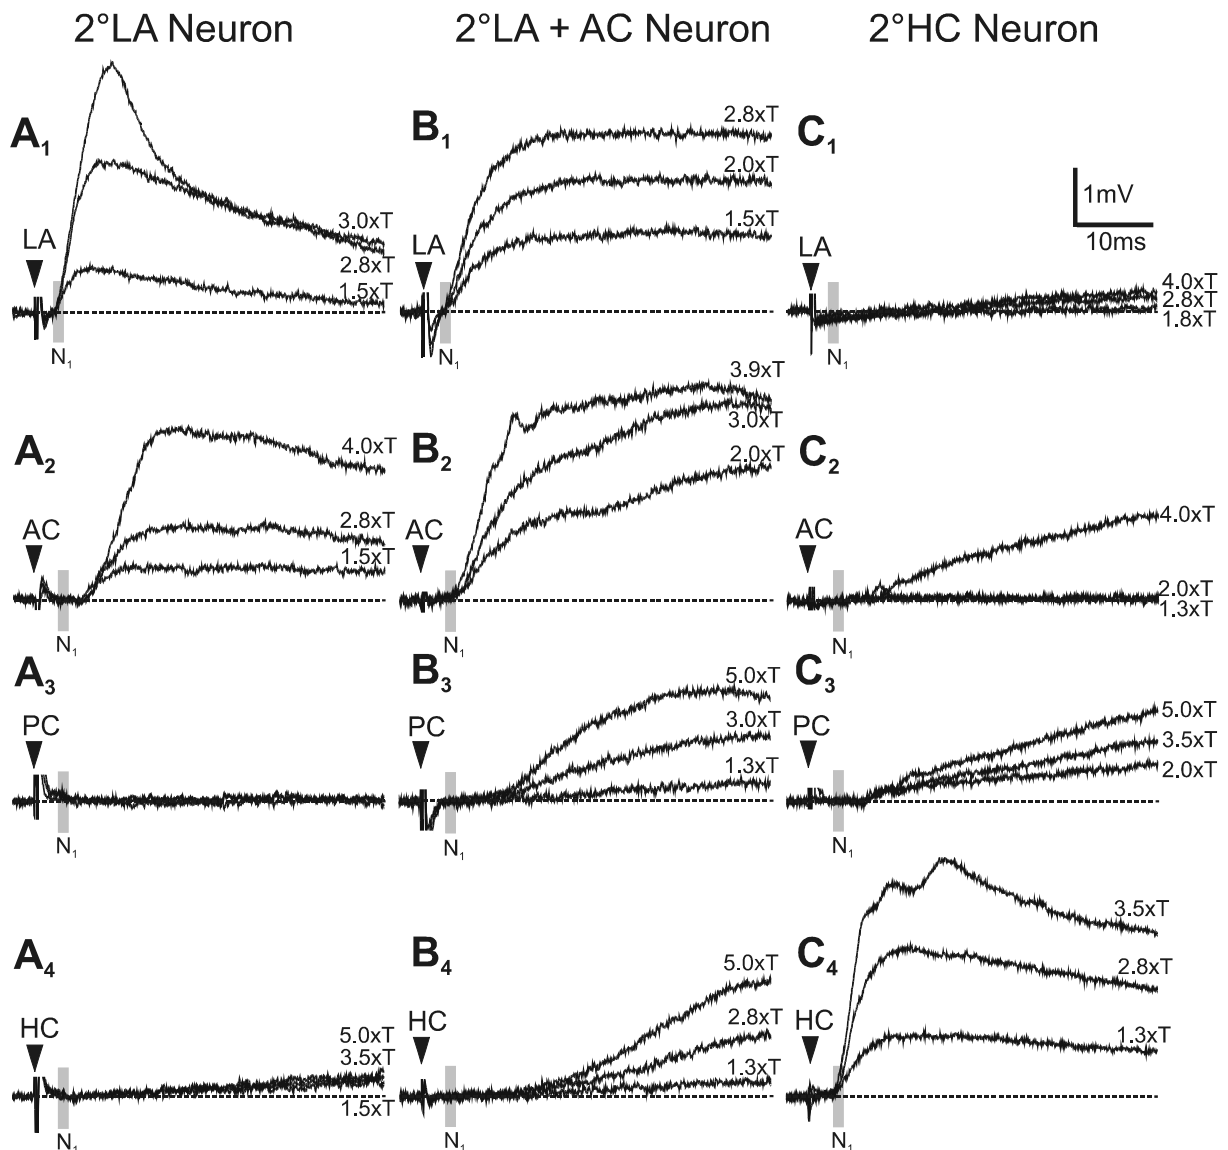 2°LA Neuron
2°LA + AC Neuron
2°HC Neuron
A1
LA
3.0xT
2.8xT
1.5xT
N1
B1
LA
2.8xT
2.0xT
1.5xT
N1
C1
LA
1mV
10ms
4.0xT
2.8xT
1.8xT
N1
A2
AC
4.0xT
2.8xT
1.5xT
N1
B2
AC
3.9xT
3.0xT
2.0xT
N1
C2
AC
4.0xT
2.0xT
1.3xT
N1
A3
PC
N1
B3
PC
5.0xT
3.0xT
1.3xT
N1
C3
PC
5.0xT
3.5xT
2.0xT
N1
A4
HC
5.0xT
3.5xT
1.5xT
N1
B4
HC
5.0xT
2.8xT
1.3xT
N1
C4
HC
3.5xT
2.8xT
1.3xT
N1